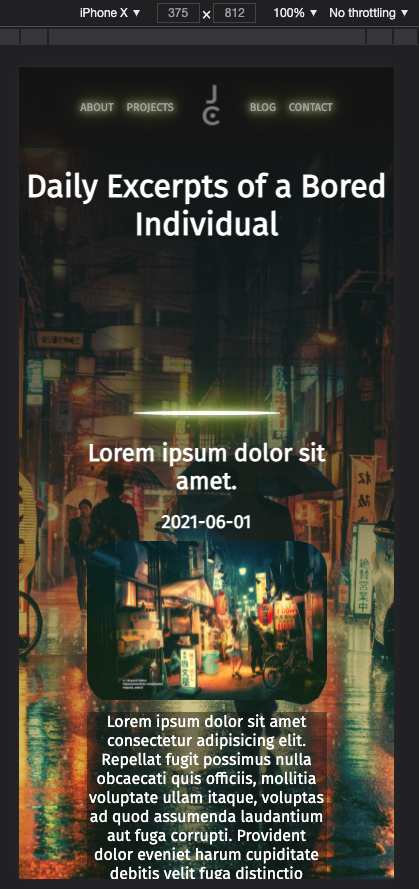 iPhone X ▼ 375 × 812 100% ▼ No throttling ▼
ABOUT PROJECTS JC BLOG CONTACT
Daily Excerpts of a Bored
Individual
Lorem ipsum dolor sit
amet.
2021-06-01
Lorem ipsum dolor sit amet
consectetur adipisicing elit.
Repellat fugit possimus nulla
obcaecati quis officiis, mollitia
voluptate ullam itaque, voluptas
ad quod assumenda laudantium
aut fuga corrupti. Provident
dolor eveniet harum cupiditate
debitis velit fuga distinctio